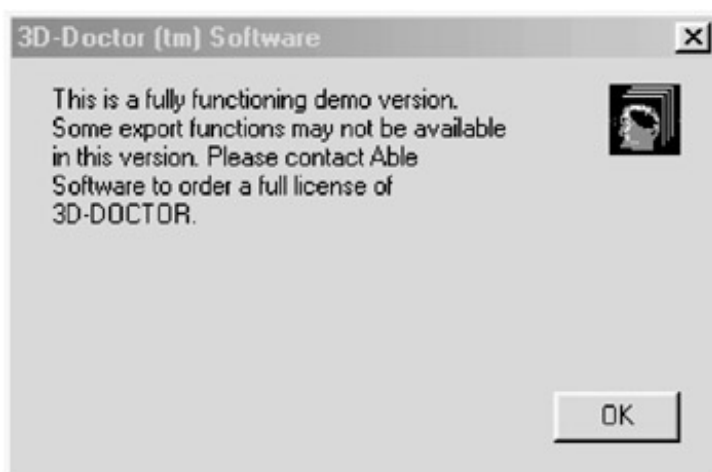 3D-Doctor (tm) Software
This is a fully functioning demo version.
Some export functions may not be available
in this version. Please contact Able
Software to order a full license of
3D-DOCTOR.
OK